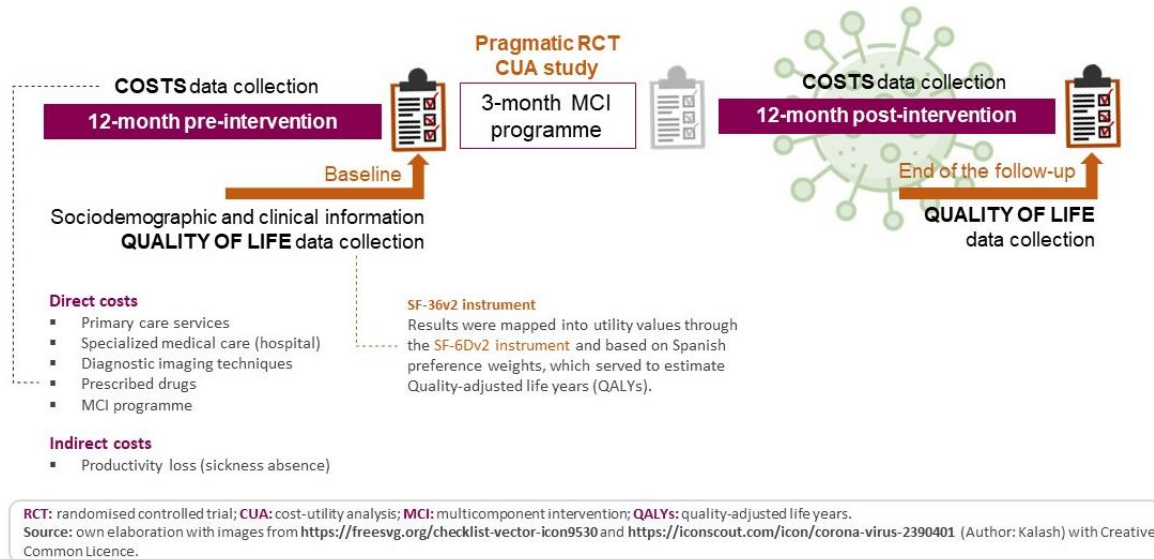 Pragmatic RCT
CUA study
COSTS data collection
12-month pre-intervention
3-month MCI
programme
COSTS data collection
12-month post-intervention
Baseline
Sociodemographic and clinical information
QUALITY OF LIFE data collection
End of the follow-up
QUALITY OF LIFE
data collection
Direct costs
▪ Primary care services
▪ Specialized medical care (hospital)
▪ Diagnostic imaging techniques
▪ Prescribed drugs
▪ MCI programme
Indirect costs
▪ Productivity loss (sickness absence)
SF-36v2 instrument
Results were mapped into utility values through
the SF-6Dv2 instrument and based on Spanish
preference weights, which served to estimate
Quality-adjusted life years (QALYs).
RCT: randomised controlled trial; CUA: cost-utility analysis; MCI: multicomponent intervention; QALYs: quality-adjusted life years.
Source: own elaboration with images from https://freesvg.org/checklist-vector-icon9530 and https://iconscout.com/icon/corona-virus-2390401 (Author: Kalash) with Creative
Common Licence.